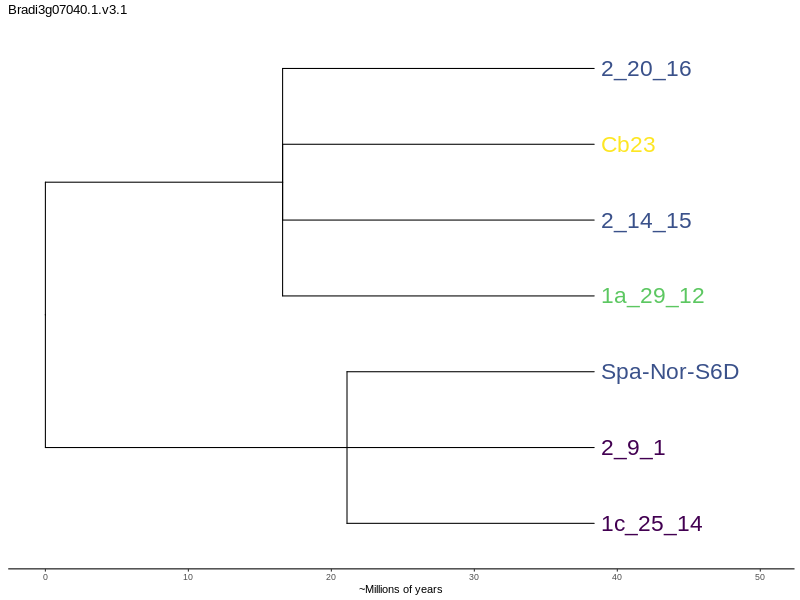 Bradi3g07040.1.v3.1
2_20_16
Cb23
2_14_15
1a_29_12
Spa-Nor-S6D
2_9_1
1c_25_14
0 10 20 30 40 50
~Millions of years